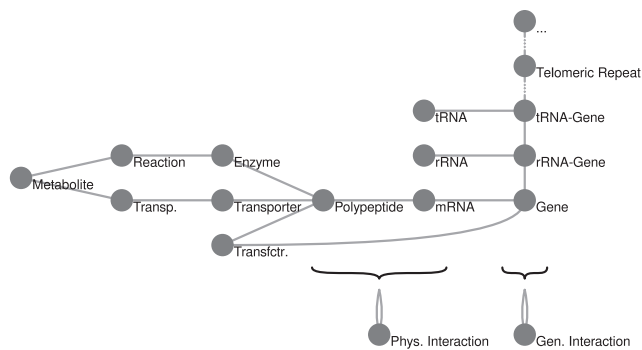 ...
Telomeric Repeat
tRNA
tRNA-Gene
Reaction
Enzyme
rRNA
rRNA-Gene
Metabolite
Transp.
Transporter
Polypeptide
mRNA
Gene
Transfctr.
Phys. Interaction
Gen. Interaction